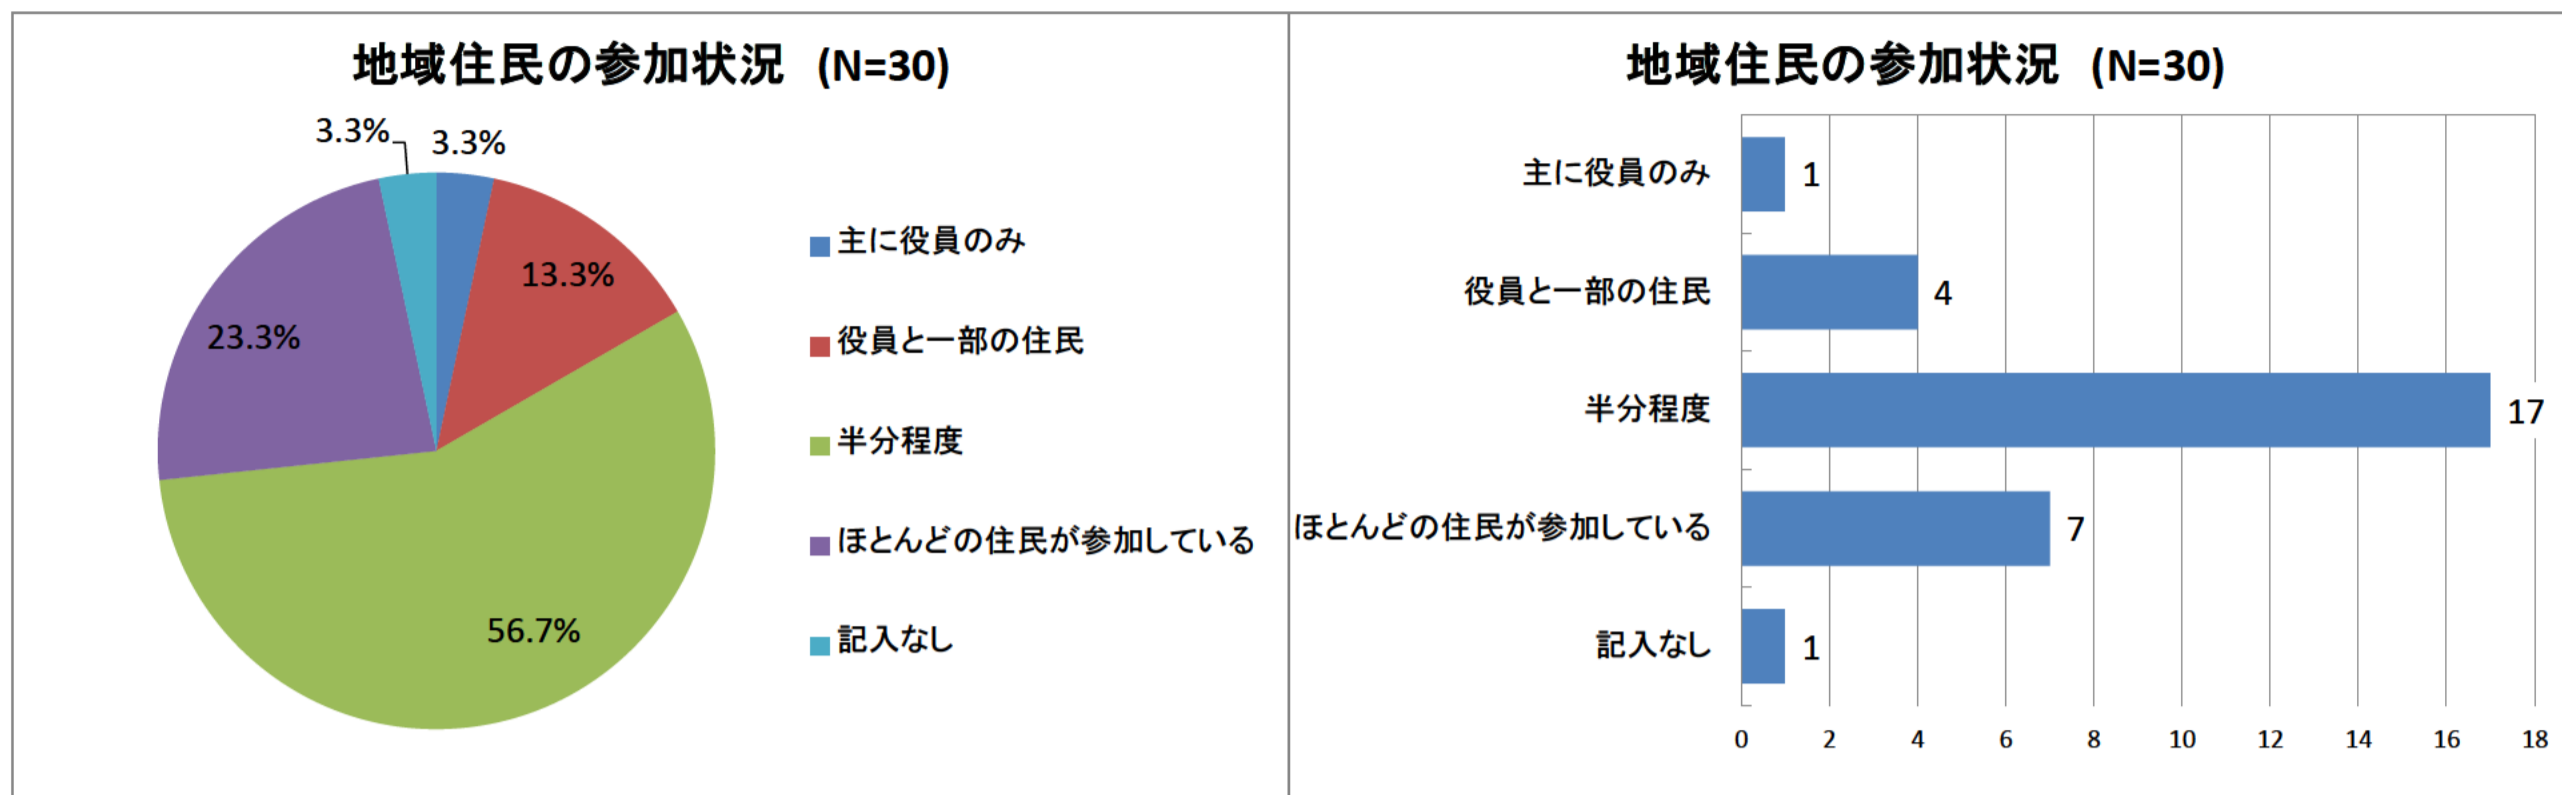 地域住民の参加状況 (N=30)
3.3%
3.3%
13.3%
23.3%
56.7%
主に役員のみ
役員と一部の住民
半分程度
ほとんどの住民が参加している
記入なし
地域住民の参加状況 (N=30)
主に役員のみ 1
役員と一部の住民 4
半分程度 17
ほとんどの住民が参加している 7
記入なし 1
0 2 4 6 8 10 12 14 16 18